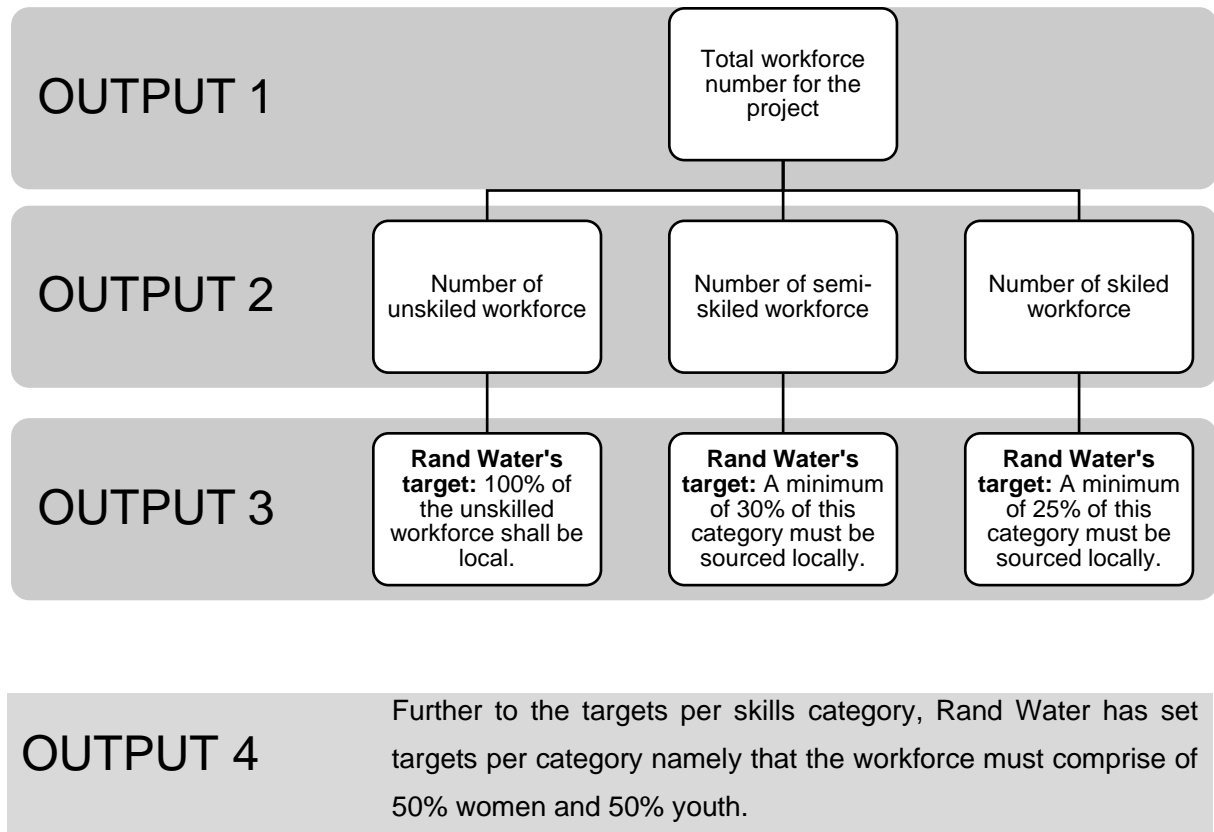 OUTPUT 1
Total workforce
number for the
project
OUTPUT 2
Number of
unskiled workforce
Number of semi-
skiled workforce
Number of skiled
workforce
OUTPUT 3
Rand Water's
target: 100% of
the unskilled
workforce shall be
local.
Rand Water's
target: A minimum
of 30% of this
category must be
sourced locally.
Rand Water's
target: A minimum
of 25% of this
category must be
sourced locally.
OUTPUT 4
Further to the targets per skills category, Rand Water has set
targets per category namely that the workforce must comprise of
50% women and 50% youth.